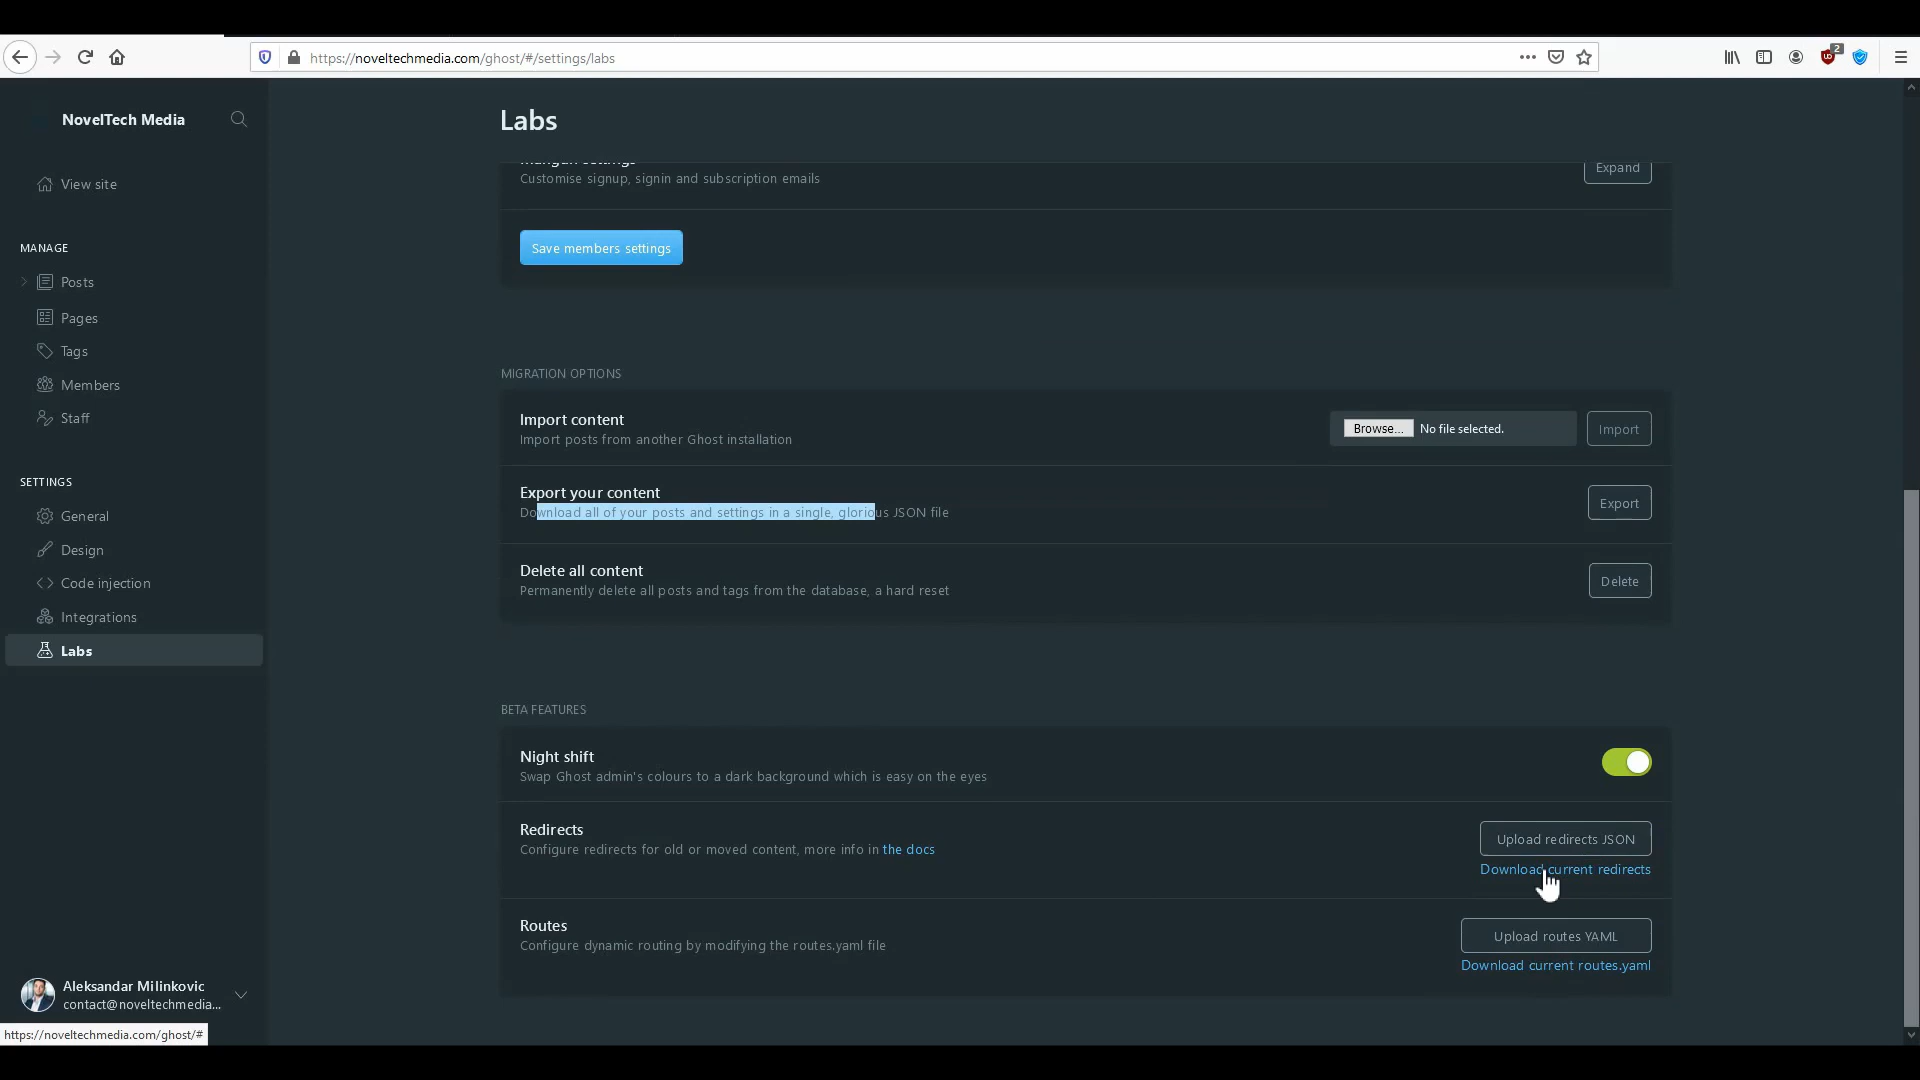 https://noveltechmedia.com/ghost/#/settings/labs
2
NovelTech Media
View site
MANAGE
Posts
Pages
Tags
Members
Staff
SETTINGS
General
Design
Code injection
Integrations
Labs
Aleksandar Milinkovic
contact@noveltechmedia...
https://noveltechmedia.com/ghost/#
Labs
Mailgun settings
Customise signup, signin and subscription emails
Expand
Save members settings
MIGRATION OPTIONS
Import content
Import posts from another Ghost installation
Browse... No file selected.
Import
Export your content
Download all of your posts and settings in a single, glorious JSON file
Export
Delete all content
Permanently delete all posts and tags from the database, a hard reset
Delete
BETA FEATURES
Night shift
Swap Ghost admin's colours to a dark background which is easy on the eyes
Redirects
Configure redirects for old or moved content, more info in the docs
Upload redirects JSON
Download current redirects
Routes
Configure dynamic routing by modifying the routes.yaml file
Upload routes YAML
Download current routes.yaml